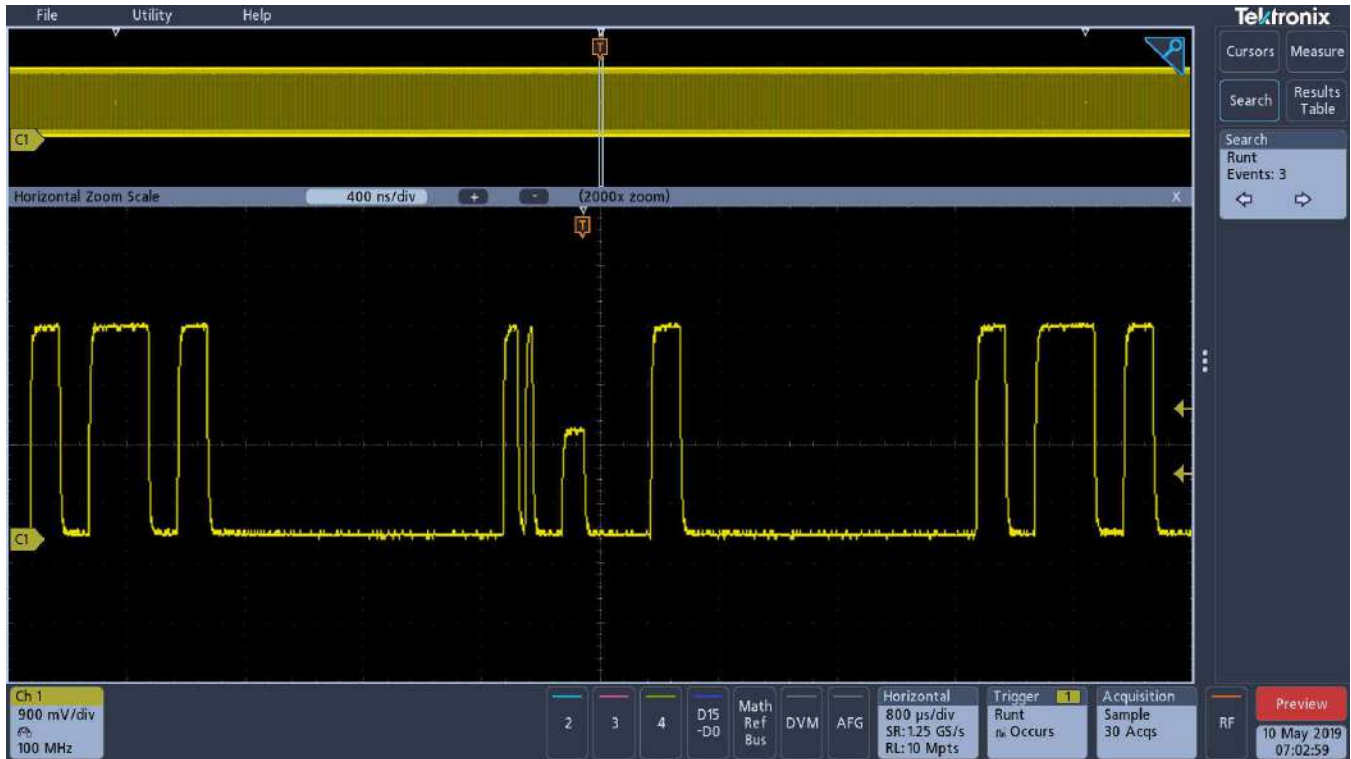 File Utility Help
Tektronix
Cursors Measure
Search Results Table
Search
Runt
Events: 3
T
C1
Horizontal Zoom Scale 400 ns/div + - (2000x zoom) X
T
C1
Ch 1
900 mV/div
100 MHz
2 3 4
D15
-D0
Math
Ref
Bus
DVM AFG
Horizontal
800 µs/div
SR: 1.25 GS/s
RL: 10 Mpts
Trigger 1
Runt
Occurs
Acquisition
Sample
30 Acqs
RF
Preview
10 May 2019
07:02:59